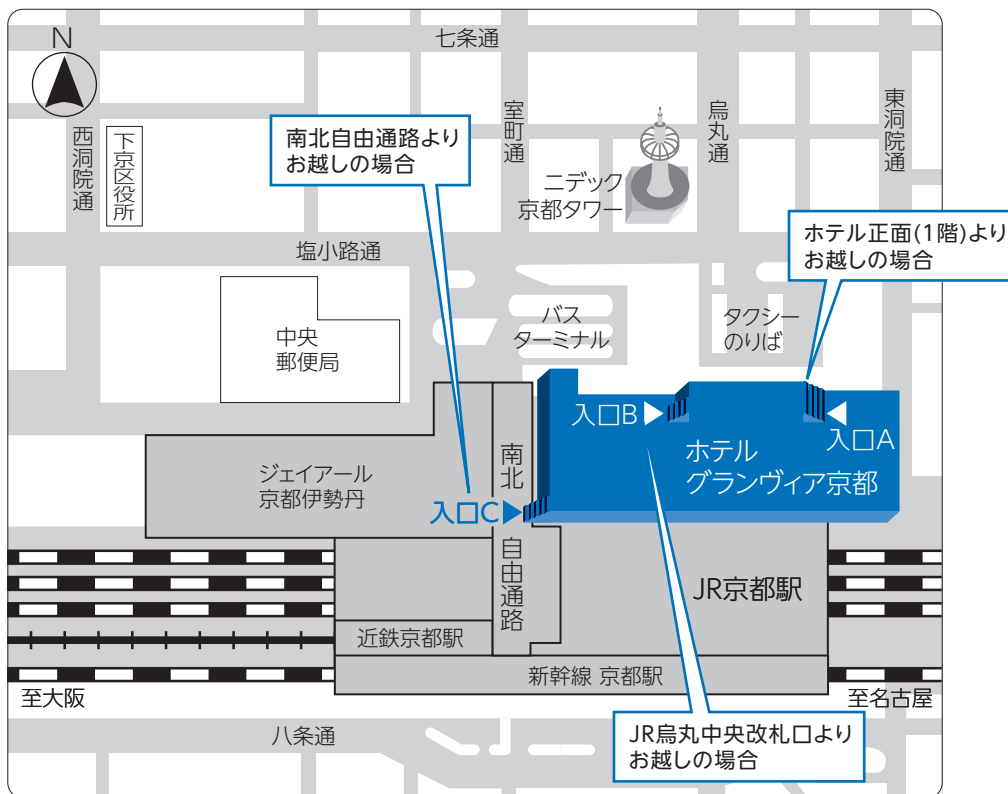 七条通
N
西洞院通
下京区役所
室町通
烏丸通
東洞院通
南北自由通路より
お越しの場合
ニデック
京都タワー
ホテル正面(1階)より
お越しの場合
塩小路通
中央
郵便局
バス
ターミナル
タクシー
のりば
入口B
入口A
ホテル
グランヴィア京都
ジェイアール
京都伊勢丹
南北
自由通路
入口C
JR京都駅
近鉄京都駅
新幹線 京都駅
至大阪
至名古屋
八条通
JR烏丸中央改札口より
お越しの場合